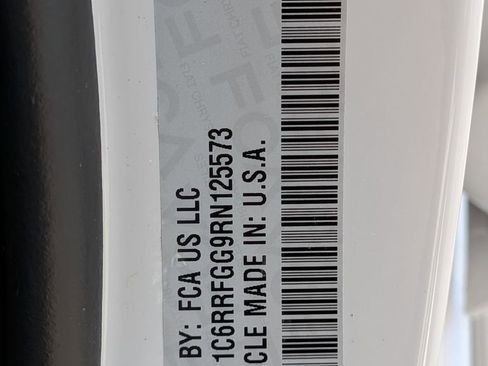 BY: FCA US LLC
1C6RRFGG9RN125573
CLE MADE IN: U.S.A.